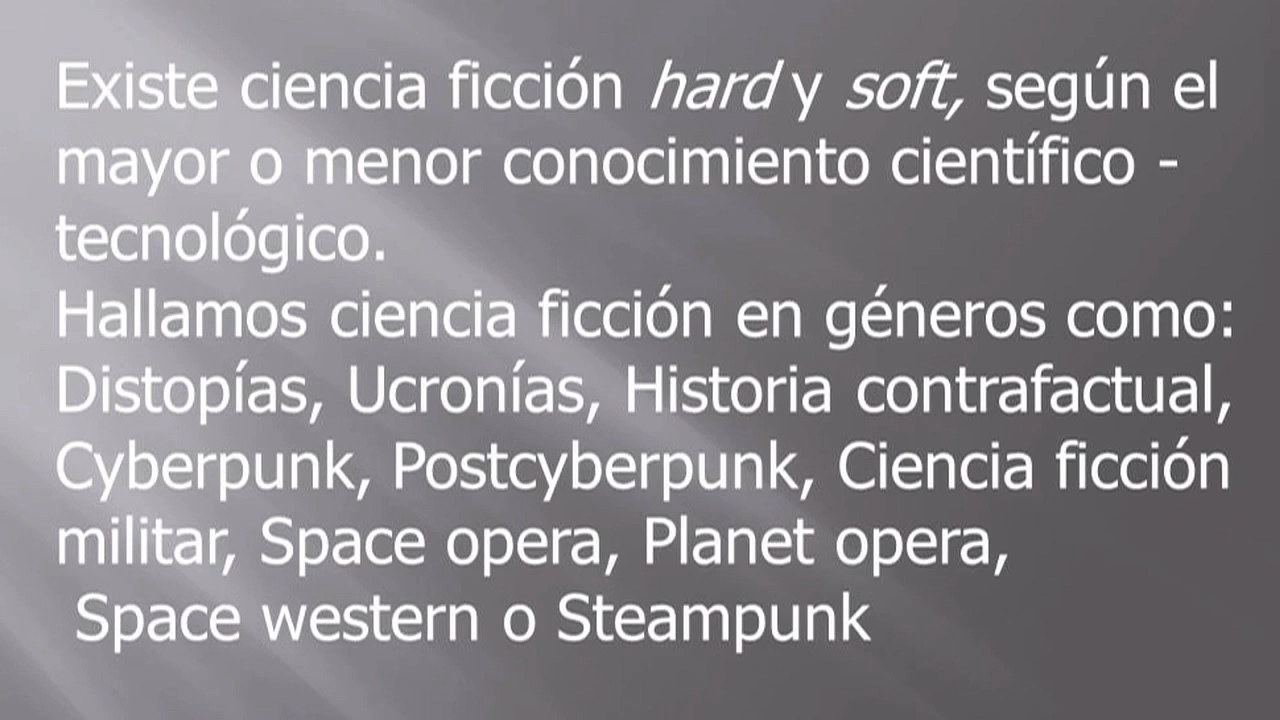 Existe ciencia ficción hard y soft, según el
mayor o menor conocimiento científico -
tecnológico.
Hallamos ciencia ficción en géneros como:
Distopías, Ucronías, Historia contrafactual,
Cyberpunk, Postcyberpunk, Ciencia ficción
militar, Space opera, Planet opera,
Space western o Steampunk